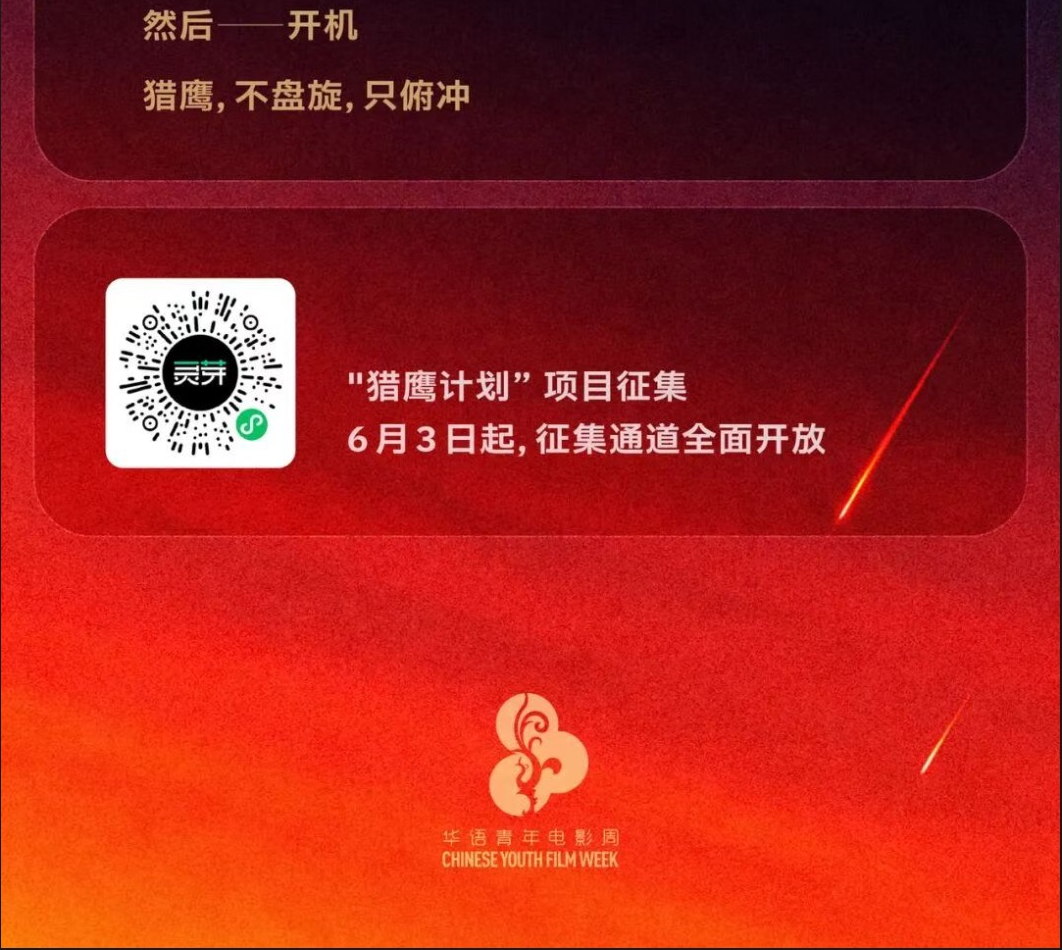 然后——开机
猎鹰,不盘旋,只俯冲
灵芽
"猎鹰计划” 项目征集
6月3日起,征集通道全面开放
华语青年电影周
CHINESE YOUTH FILM WEEK